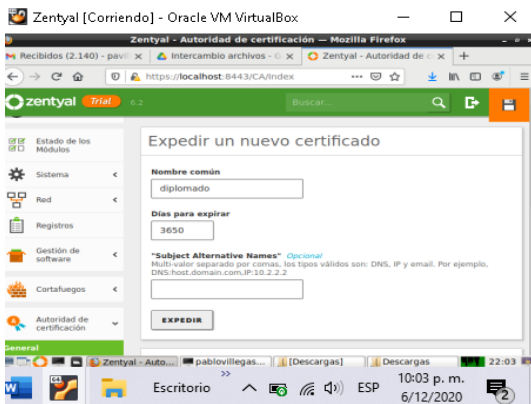 Zentyal [Corriendo] - Oracle VM VirtualBox
Zentyal - Autoridad de certificación — Mozilla Firefox
Recibidos (2.140) - pavi
Intercambio archivos - G
Zentyal - Autoridad de c
https://localhost:8443/CA/Index
zentyal Trial 6.2
Buscar...
Estado de los
Módulos
Sistema
Red
Registros
Gestión de
software
Cortafuegos
Autoridad de
certificación
General
Expedir un nuevo certificado
Nombre común
diplomado
Días para expirar
3650
"Subject Alternative Names" Opcional
Multi-valor separado por comas, los tipos válidos son: DNS, IP y email. Por ejemplo,
DNS:host.domain.com,IP:10.2.2.2
EXPEDIR
Zentyal - Auto...
pablovillegas...
[Descargas]
Descargas
22:03
Escritorio
ESP
10:03 p. m.
6/12/2020
2